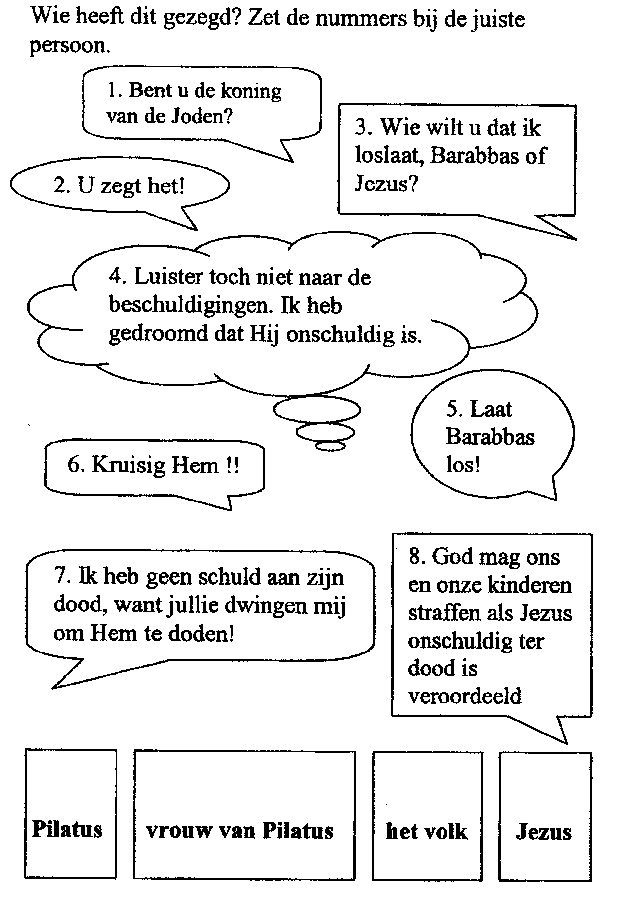 Wie heeft dit gezegd? Zet de nummers bij de juiste
persoon.
1. Bent u de koning
van de Joden?
3. Wie wilt u dat ik
loslaat, Barabbas of
Jezus?
2. U zegt het!
4. Luister toch niet naar de
beschuldigingen. Ik heb
gedroomd dat Hij onschuldig is.
5. Laat
Barabbas
los!
6. Kruisig Hem !!
7. Ik heb geen schuld aan zijn
dood, want jullie dwingen mij
om Hem te doden!
8. God mag ons
en onze kinderen
straffen als Jezus
onschuldig ter
dood is
veroordeeld
Pilatus
vrouw van Pilatus
het volk
Jezus